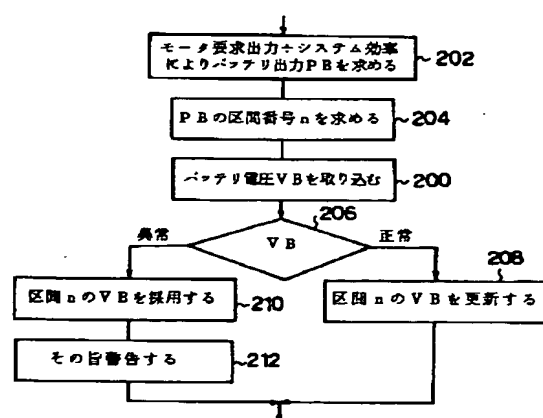 モータ要求出力÷システム効率
によりバッテリ出力PBを求める
202
PBの区間番号nを求める
204
バッテリ電圧VBを取り込む
200
206
異常
VB
正常
208
区間nのVBを採用する
210
区間nのVBを更新する
その旨警告する
212